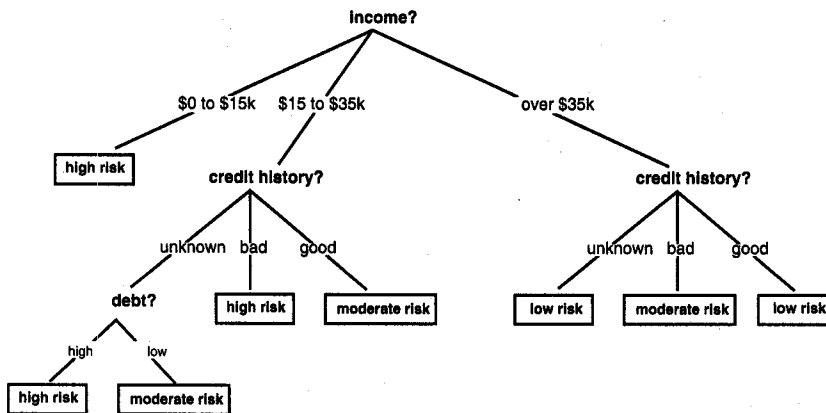 income?
$0 to $15k
$15 to $35k
over $35k
high risk
credit history?
credit history?
unknown
bad
good
unknown
bad
good
debt?
high risk
moderate risk
low risk
moderate risk
low risk
high
low
high risk
moderate risk